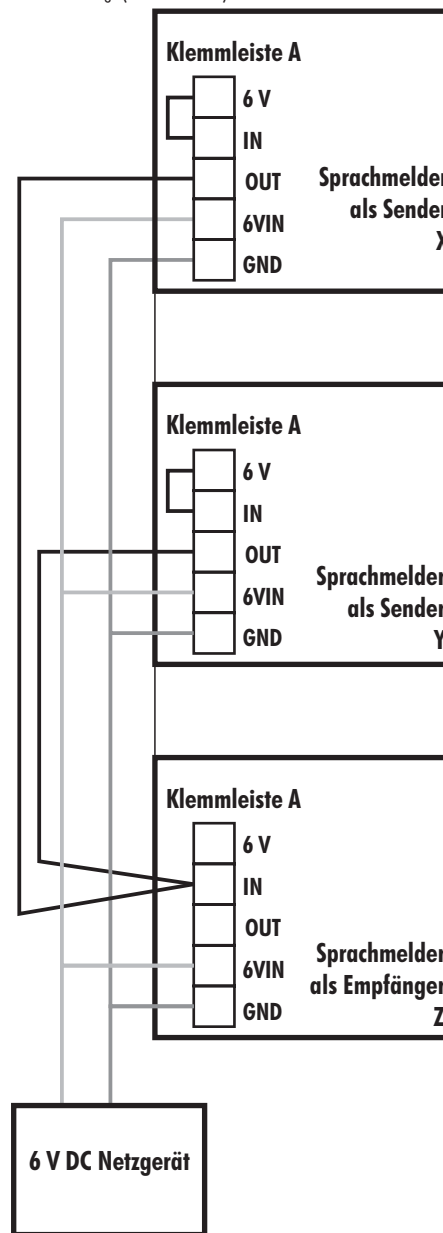 Klemmleiste A
6 V
IN
OUT
6VIN
GND
Sprachmelder
als Sender
X
Klemmleiste A
6 V
IN
OUT
6VIN
GND
Sprachmelder
als Sender
Y
Klemmleiste A
6 V
IN
OUT
6VIN
GND
Sprachmelder
als Empfänger
Z
6 V DC Netzgerät